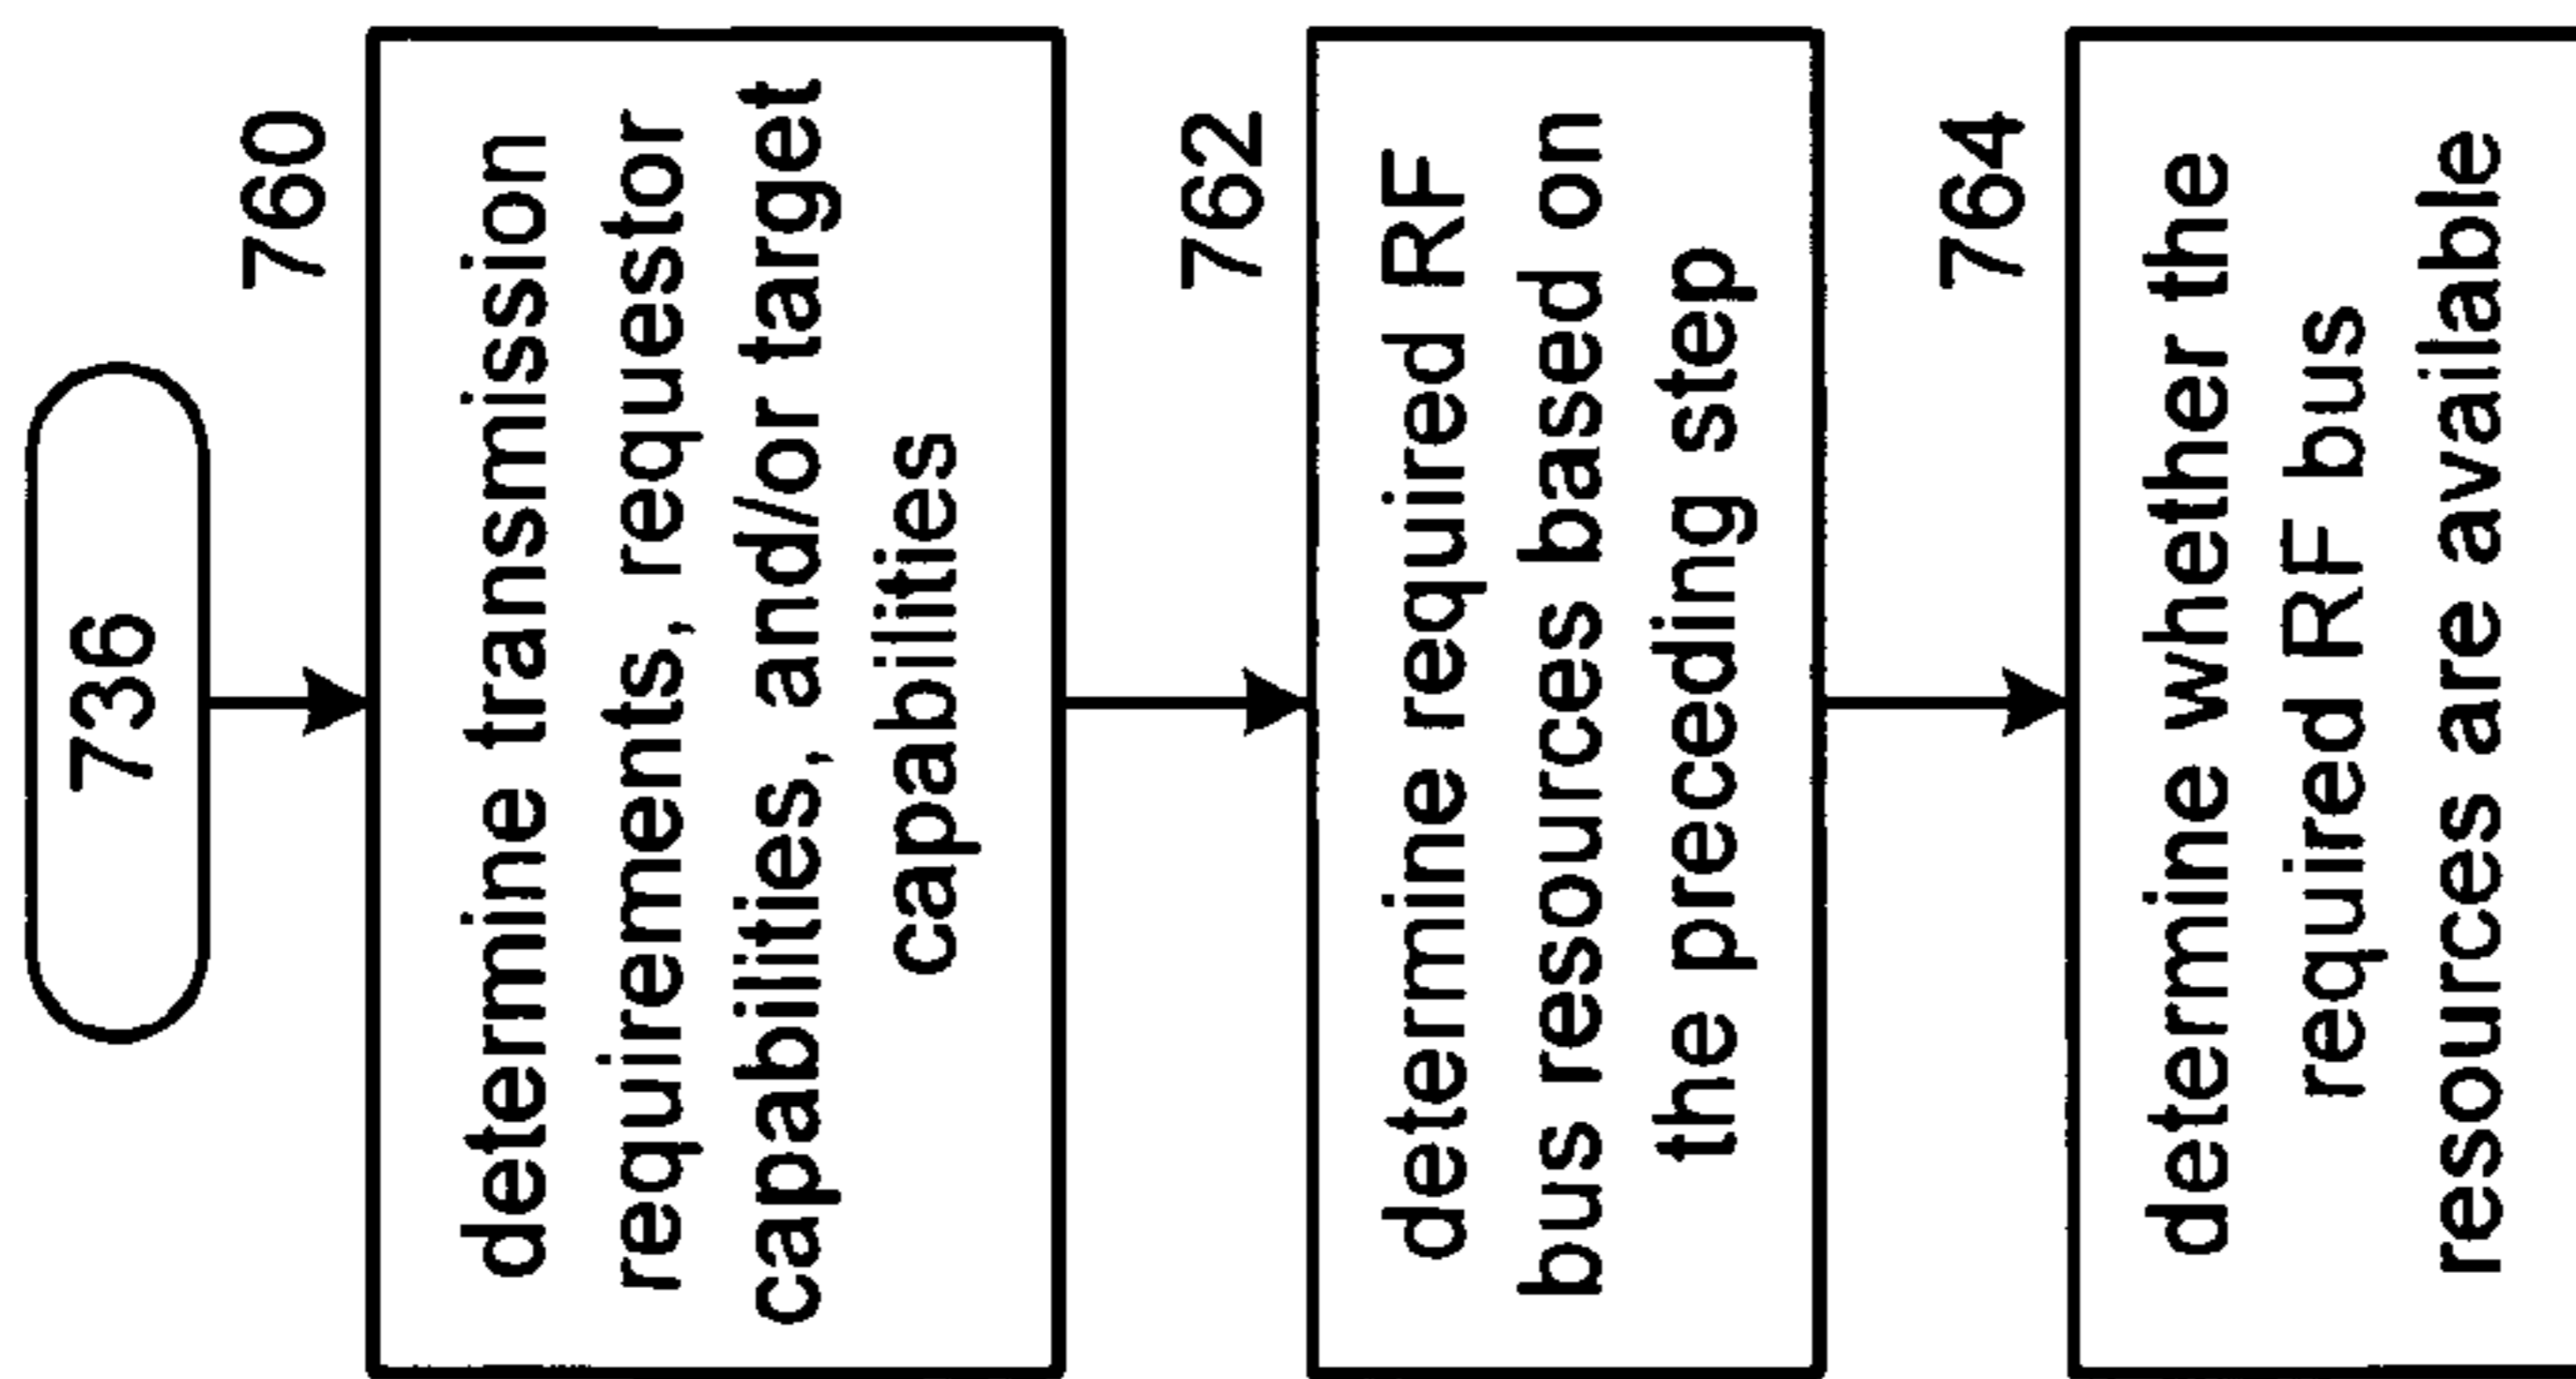 736
760
determine transmission
requirements, requestor
capabilities, and/or target
capabilities
762
determine required RF
bus resources based on
the preceding step
764
determine whether the
required RF bus
resources are available